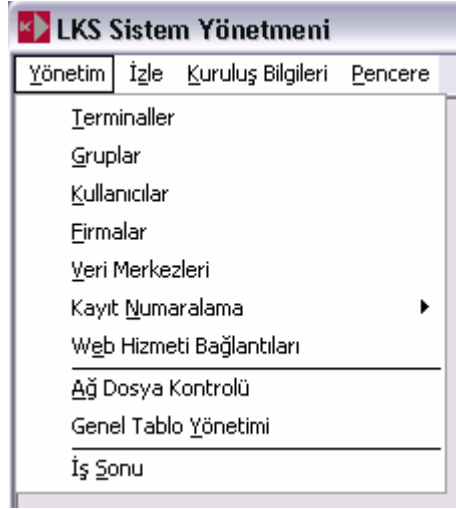 LKS Sistem Yönetmeni
Yönetim İzle Kuruluş Bilgileri Pencere
Terminaller
Gruplar
Kullanıcılar
Firmalar
Veri Merkezleri
Kayıt Numaralama
Web Hizmeti Bağlantıları
Ağ Dosya Kontrolü
Genel Tablo Yönetimi
İş Sonu